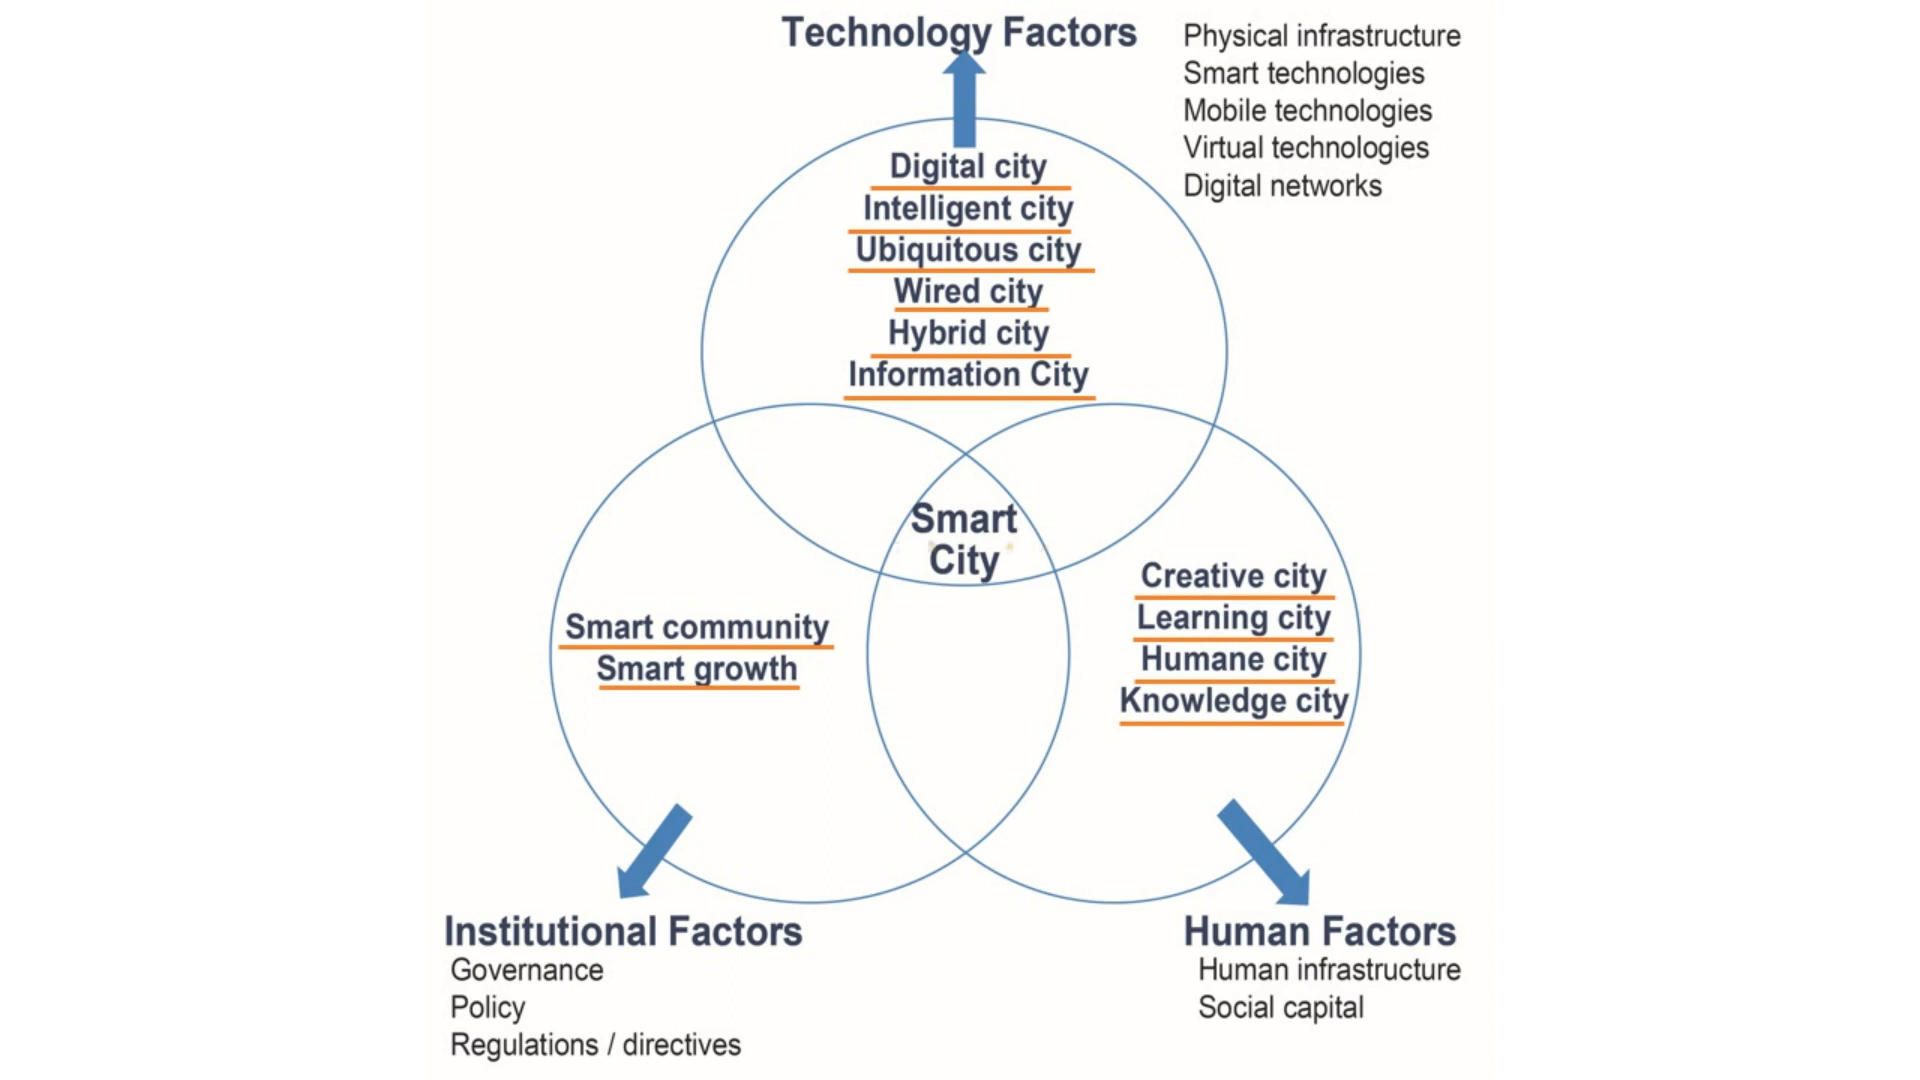 Technology Factors
Physical infrastructure
Smart technologies
Mobile technologies
Virtual technologies
Digital networks
Digital city
Intelligent city
Ubiquitous city
Wired city
Hybrid city
Information City
Smart
City
Smart community
Smart growth
Creative city
Learning city
Humane city
Knowledge city
Institutional Factors
Governance
Policy
Regulations / directives
Human Factors
Human infrastructure
Social capital